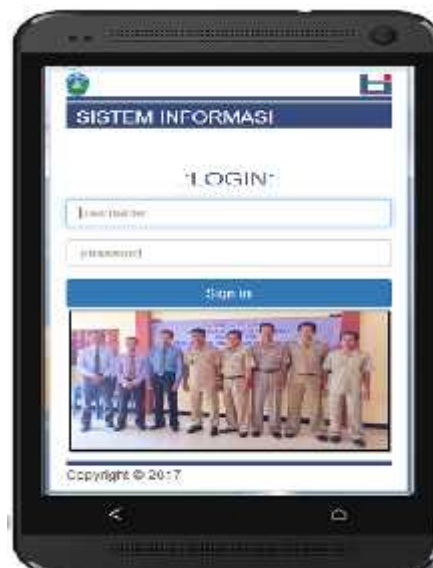 SISTEM INFORMASI
"LOGIN"
username
password
Sign in
Copyright © 2017